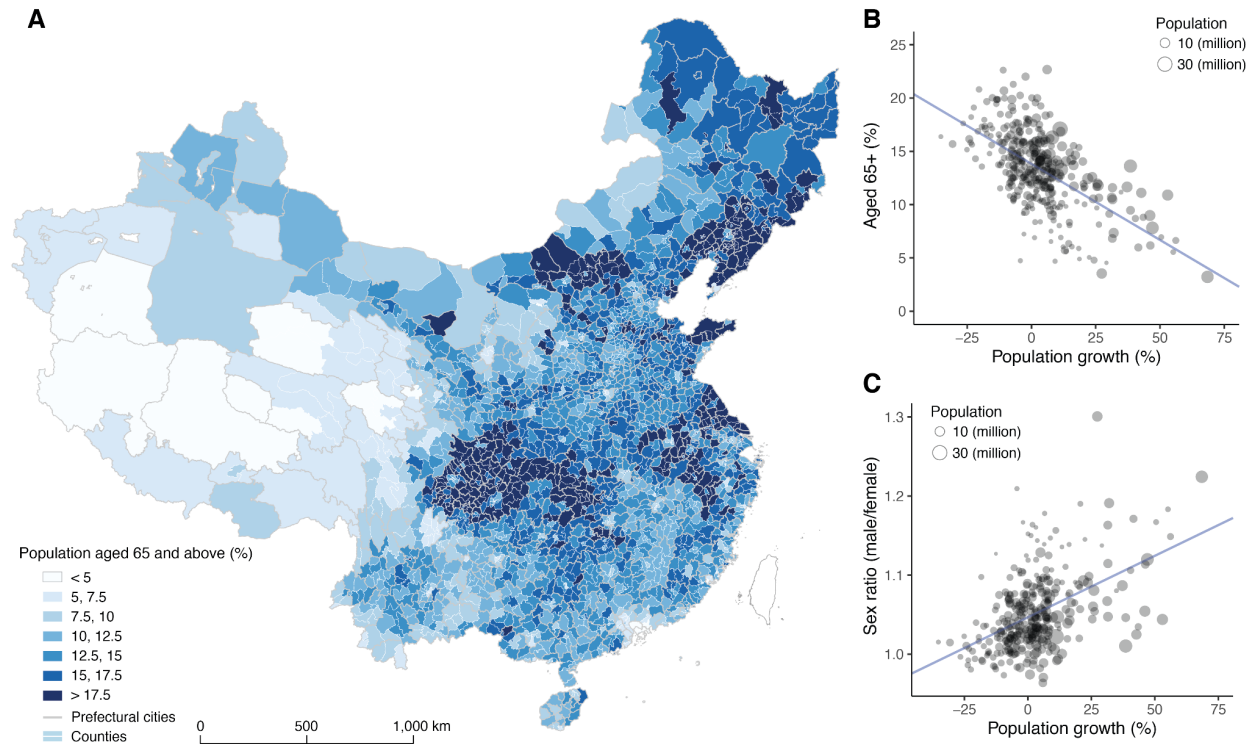 A
Population aged 65 and above (%)
< 5
5, 7.5
7.5, 10
10, 12.5
12.5, 15
15, 17.5
> 17.5
Prefectural cities
Counties
0 500 1,000 km
B
Population
10 (million)
30 (million)
Aged 65+ (%)
25
20
15
10
5
0
−25 0 25 50 75
Population growth (%)
C
Population
10 (million)
30 (million)
Sex ratio (male/female)
1.3
1.2
1.1
1.0
−25 0 25 50 75
Population growth (%)